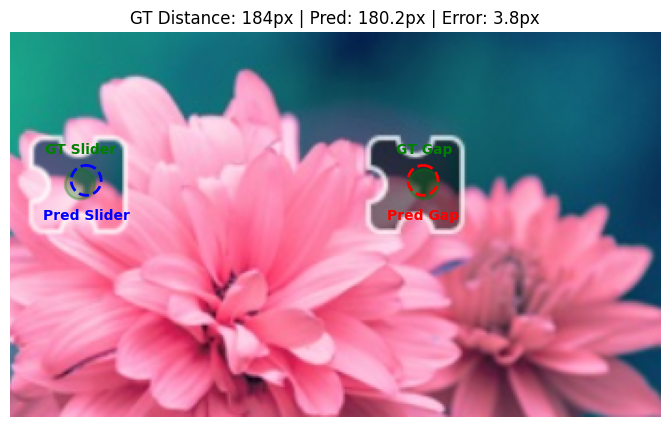 GT Distance: 184px | Pred: 180.2px | Error: 3.8px
GT Slider
GT Gap
Pred Slider
Pred Gap